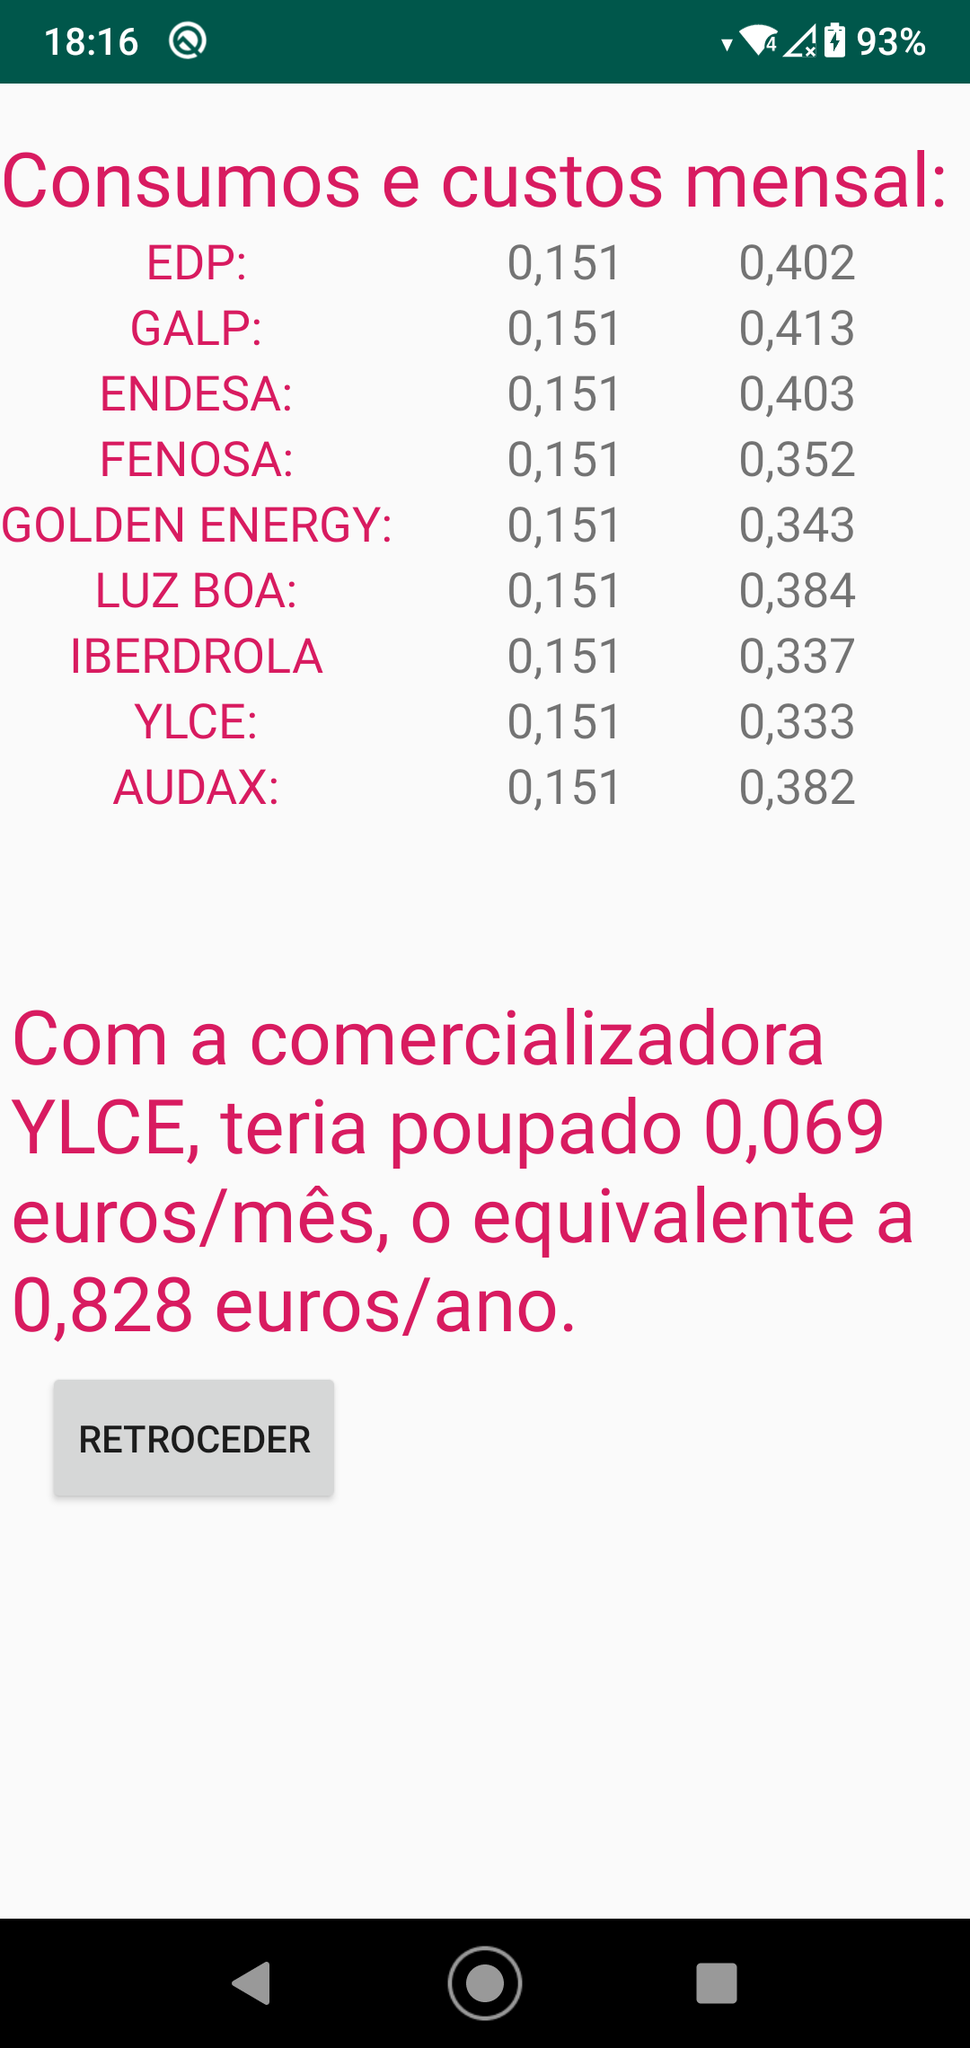 18:16 4 93%
Consumos e custos mensal:
EDP: 0,151 0,402
GALP: 0,151 0,413
ENDESA: 0,151 0,403
FENOSA: 0,151 0,352
GOLDEN ENERGY: 0,151 0,343
LUZ BOA: 0,151 0,384
IBERDROLA 0,151 0,337
YLCE: 0,151 0,333
AUDAX: 0,151 0,382
Com a comercializadora
YLCE, teria poupado 0,069
euros/mês, o equivalente a
0,828 euros/ano.
RETROCEDER